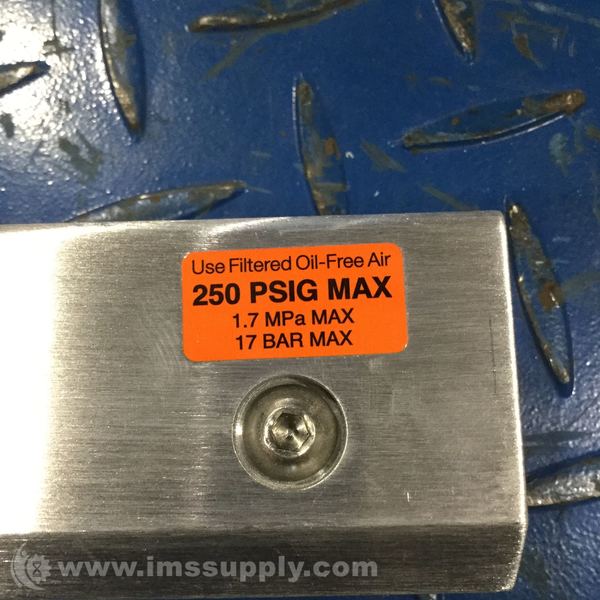 Use Filtered Oil-Free Air
250 PSIG MAX
1.7 MPa MAX
17 BAR MAX
www.imssupply.com